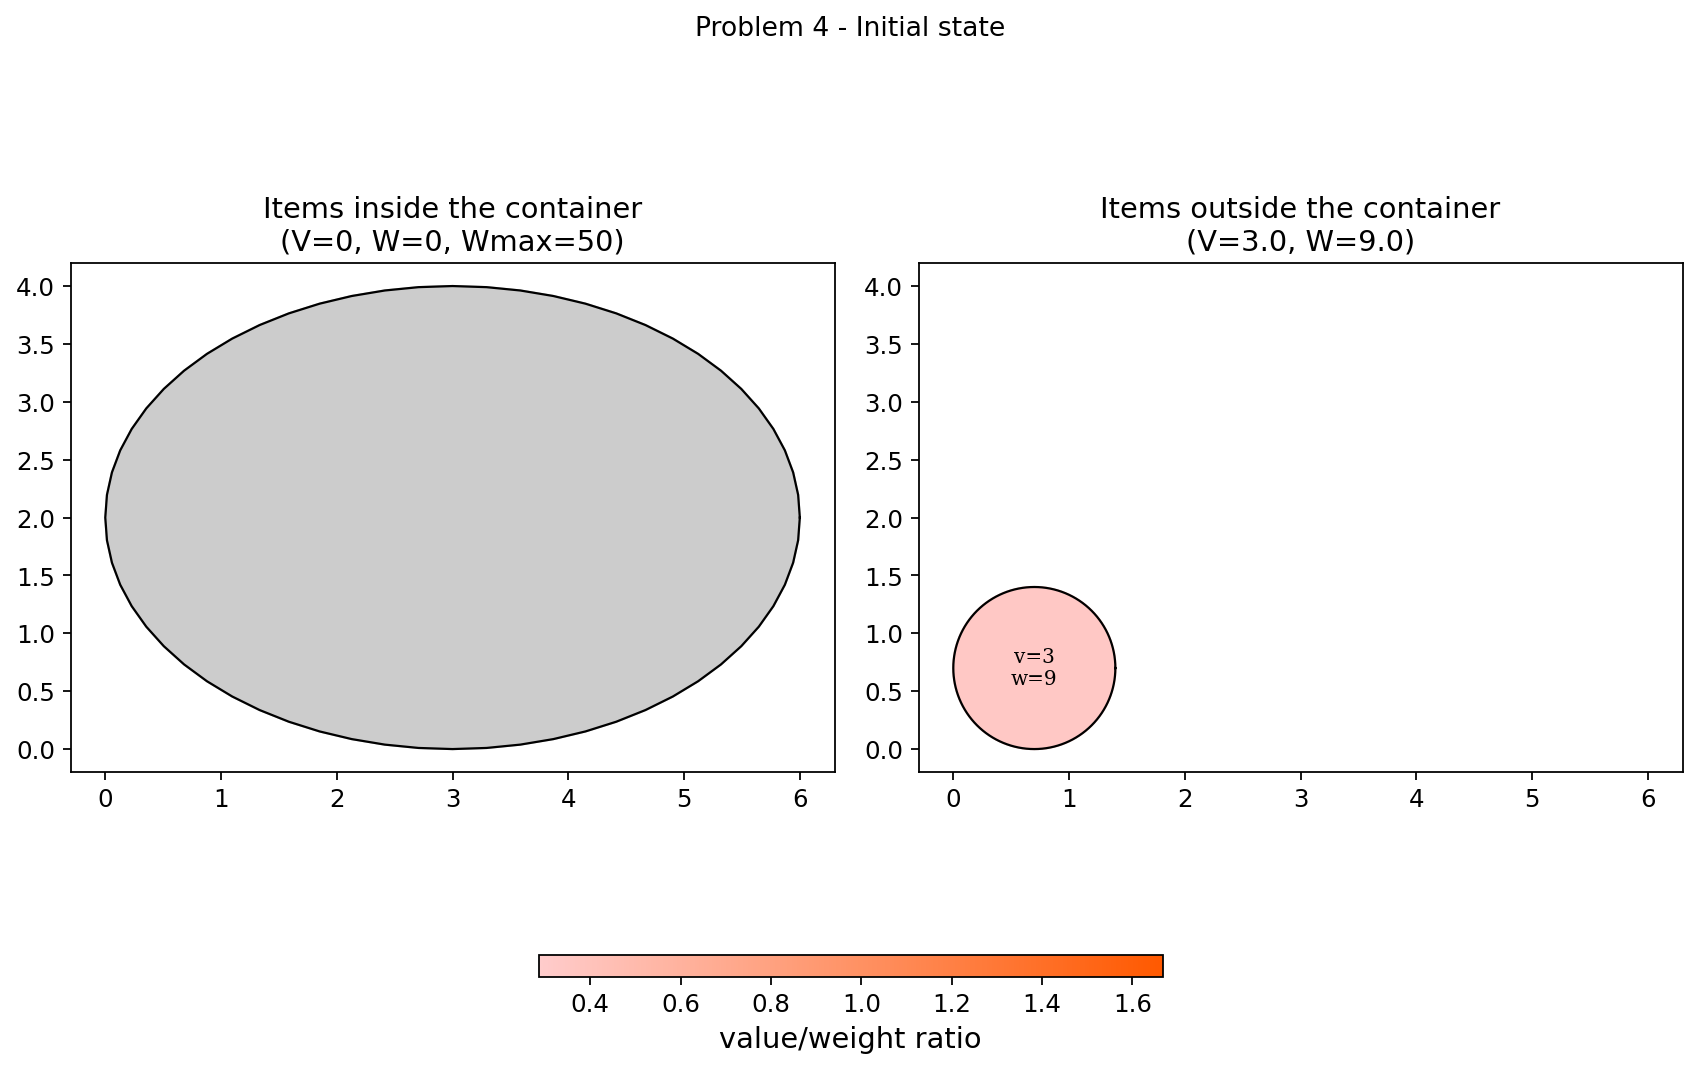 Problem 4 - Initial state
Items inside the container
(V=0, W=0, Wmax=50)
4.0
3.5
3.0
2.5
2.0
1.5
1.0
0.5
0.0
0 1 2 3 4 5 6
Items outside the container
(V=3.0, W=9.0)
4.0
3.5
3.0
2.5
2.0
1.5
1.0
0.5
0.0
v=3
w=9
0 1 2 3 4 5 6
0.4 0.6 0.8 1.0 1.2 1.4 1.6
value/weight ratio